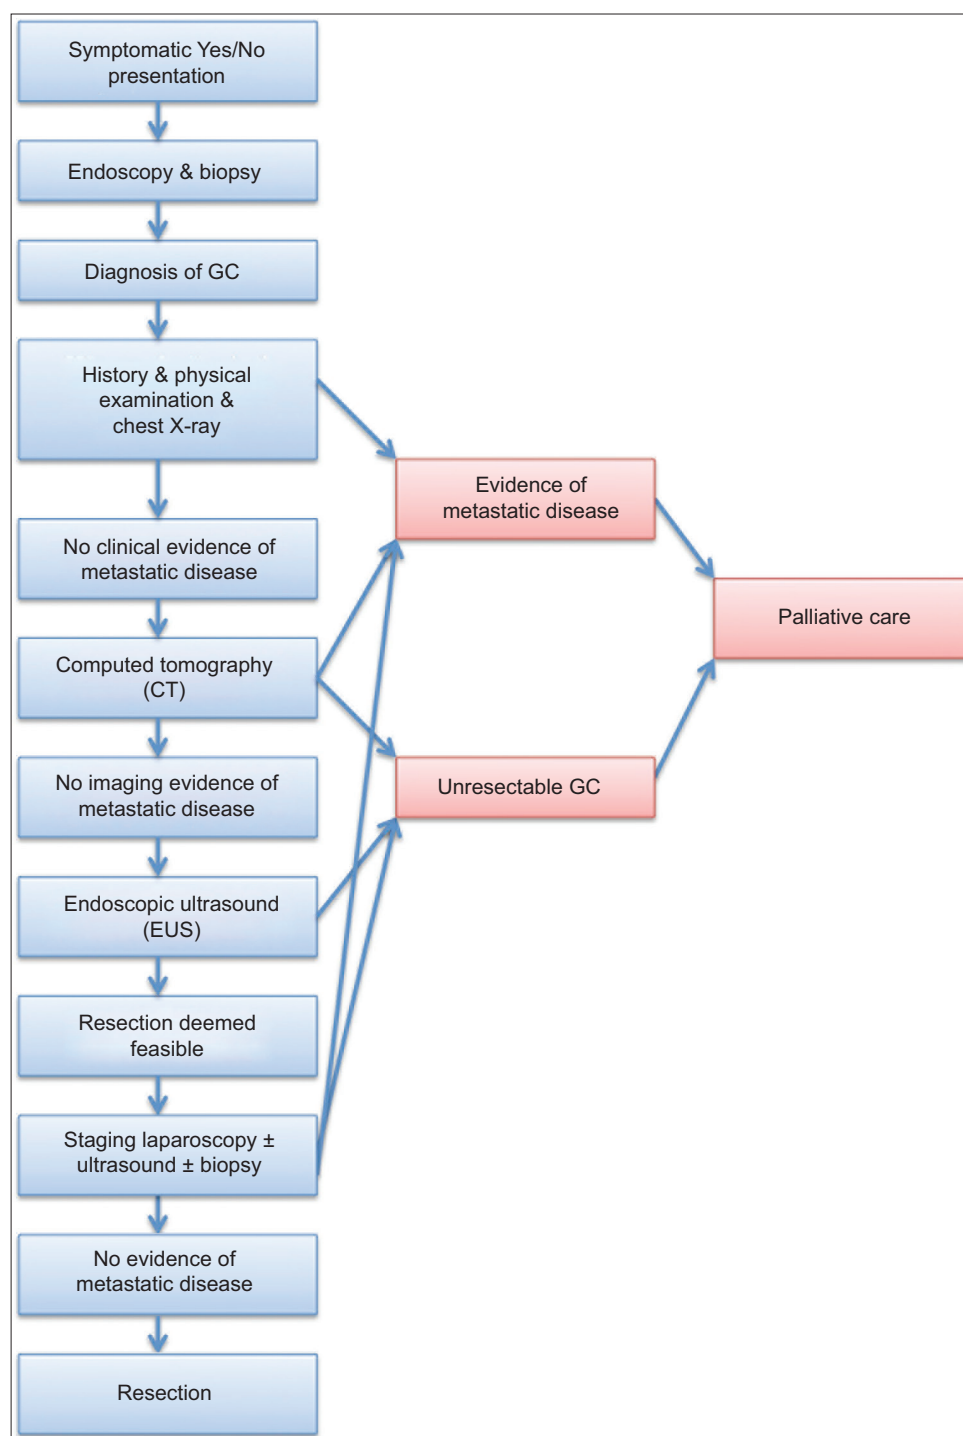 Symptomatic Yes/No
presentation
Endoscopy & biopsy
Diagnosis of GC
History & physical
examination &
chest X-ray
Evidence of
metastatic disease
No clinical evidence of
metastatic disease
Palliative care
Computed tomography
(CT)
No imaging evidence of
metastatic disease
Unresectable GC
Endoscopic ultrasound
(EUS)
Resection deemed
feasible
Staging laparoscopy ±
ultrasound ± biopsy
No evidence of
metastatic disease
Resection